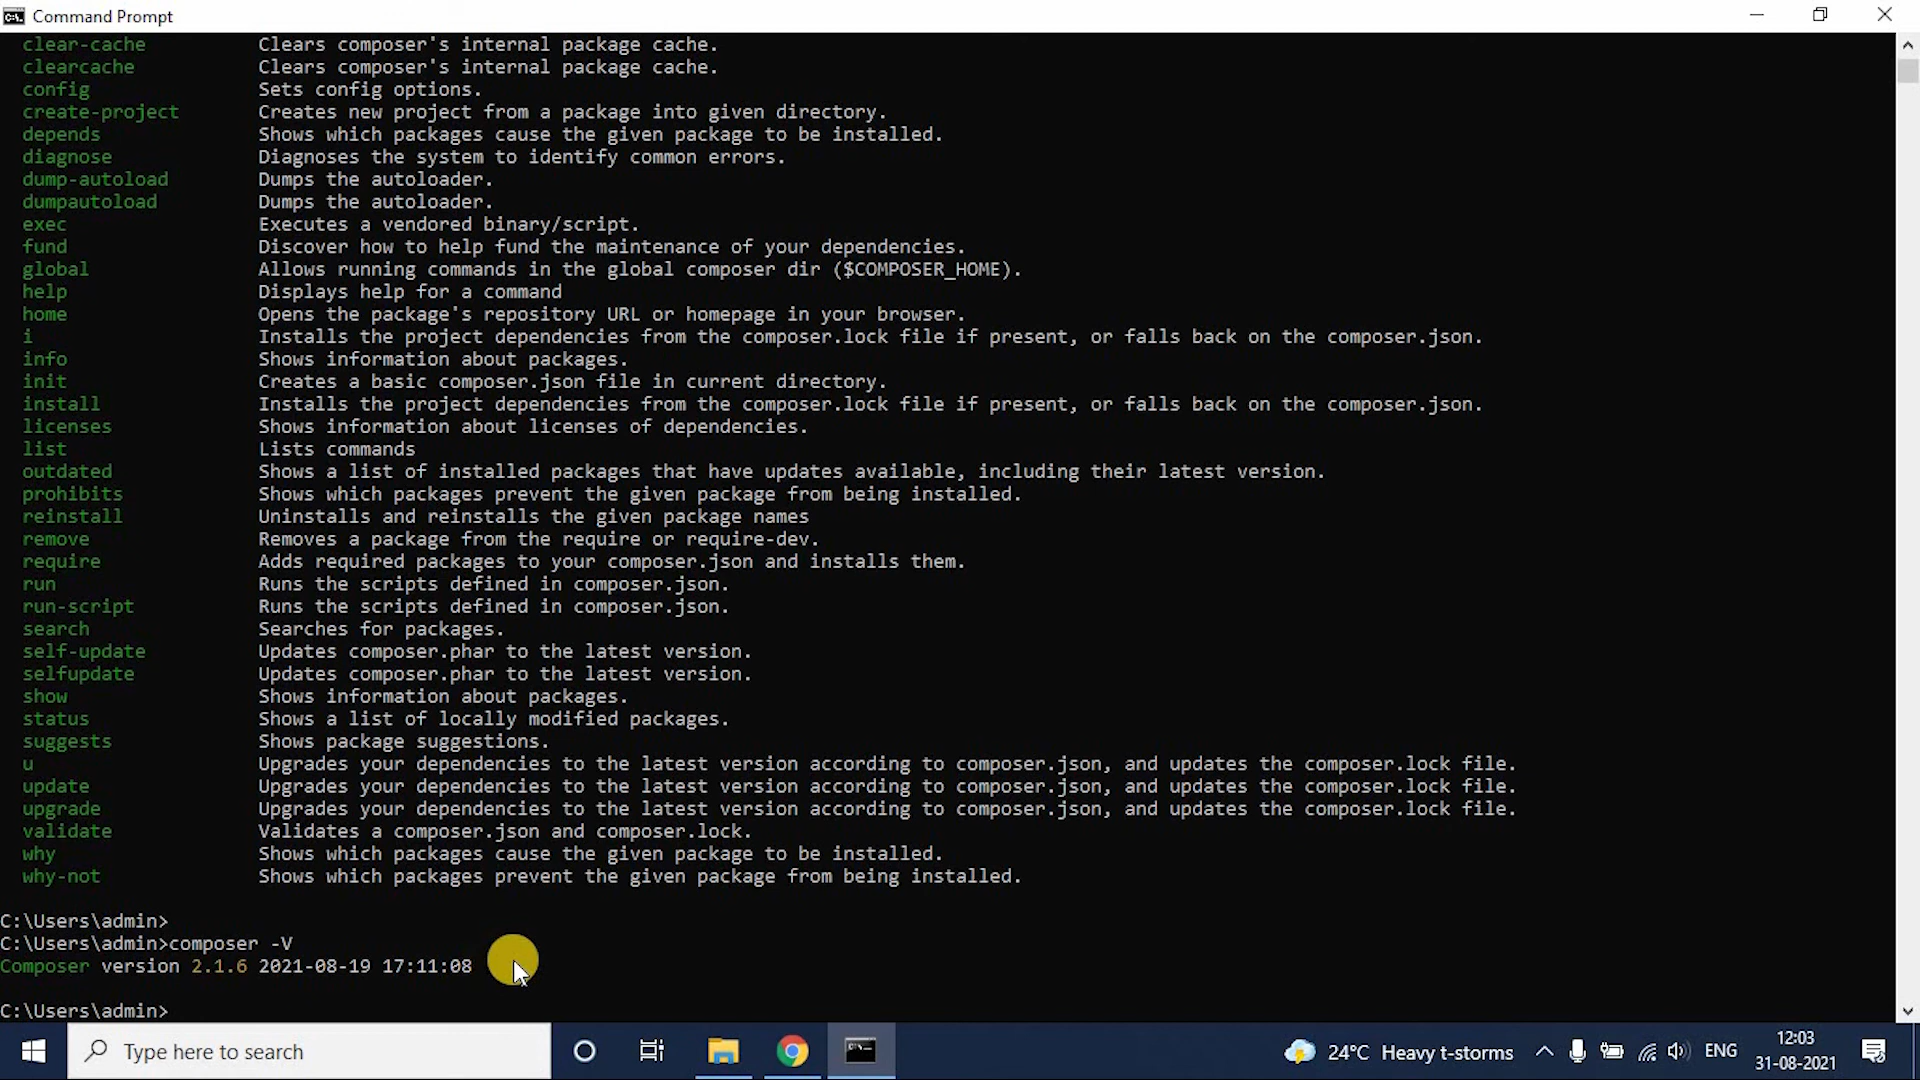 Command Prompt
clear-cache Clears composer's internal package cache.
clearcache Clears composer's internal package cache.
config Sets config options.
create-project Creates new project from a package into given directory.
depends Shows which packages cause the given package to be installed.
diagnose Diagnoses the system to identify common errors.
dump-autoload Dumps the autoloader.
dumpautoload Dumps the autoloader.
exec Executes a vendored binary/script.
fund Discover how to help fund the maintenance of your dependencies.
global Allows running commands in the global composer dir ($COMPOSER_HOME).
help Displays help for a command
home Opens the package's repository URL or homepage in your browser.
i Installs the project dependencies from the composer.lock file if present, or falls back on the composer.json.
info Shows information about packages.
init Creates a basic composer.json file in current directory.
install Installs the project dependencies from the composer.lock file if present, or falls back on the composer.json.
licenses Shows information about licenses of dependencies.
list Lists commands
outdated Shows a list of installed packages that have updates available, including their latest version.
prohibits Shows which packages prevent the given package from being installed.
reinstall Uninstalls and reinstalls the given package names
remove Removes a package from the require or require-dev.
require Adds required packages to your composer.json and installs them.
run Runs the scripts defined in composer.json.
run-script Runs the scripts defined in composer.json.
search Searches for packages.
self-update Updates composer.phar to the latest version.
selfupdate Updates composer.phar to the latest version.
show Shows information about packages.
status Shows a list of locally modified packages.
suggests Shows package suggestions.
u Upgrades your dependencies to the latest version according to composer.json, and updates the composer.lock file.
update Upgrades your dependencies to the latest version according to composer.json, and updates the composer.lock file.
upgrade Upgrades your dependencies to the latest version according to composer.json, and updates the composer.lock file.
validate Validates a composer.json and composer.lock.
why Shows which packages cause the given package to be installed.
why-not Shows which packages prevent the given package from being installed.
C:\Users\admin>
C:\Users\admin>composer -V
Composer version 2.1.6 2021-08-19 17:11:08
C:\Users\admin>
Type here to search
24°C Heavy t-storms
ENG
12:03
31-08-2021